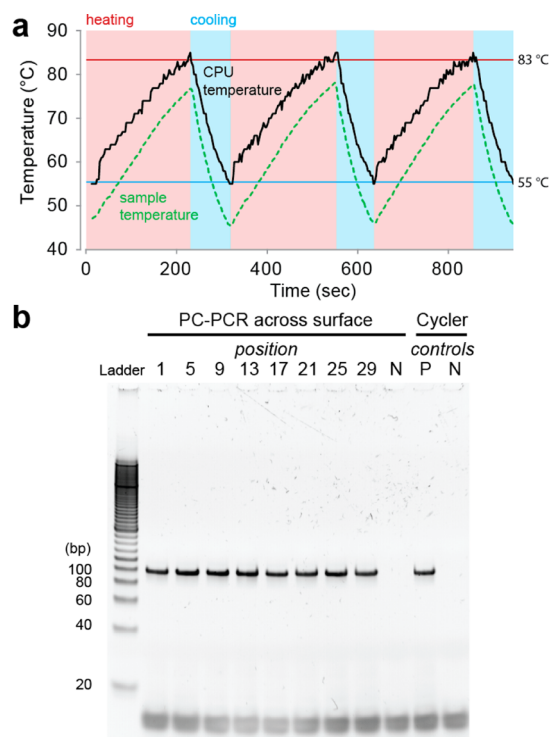 a
heating
cooling
90
80
70
60
50
40
Temperature (°C)
CPU
temperature
sample
temperature
83 °C
55 °C
0
200
400
600
800
Time (sec)
b
PC-PCR across surface
Cycler
position
controls
Ladder
1
5
9
13
17
21
25
29
N
P
N
(bp)
100
80
60
40
20